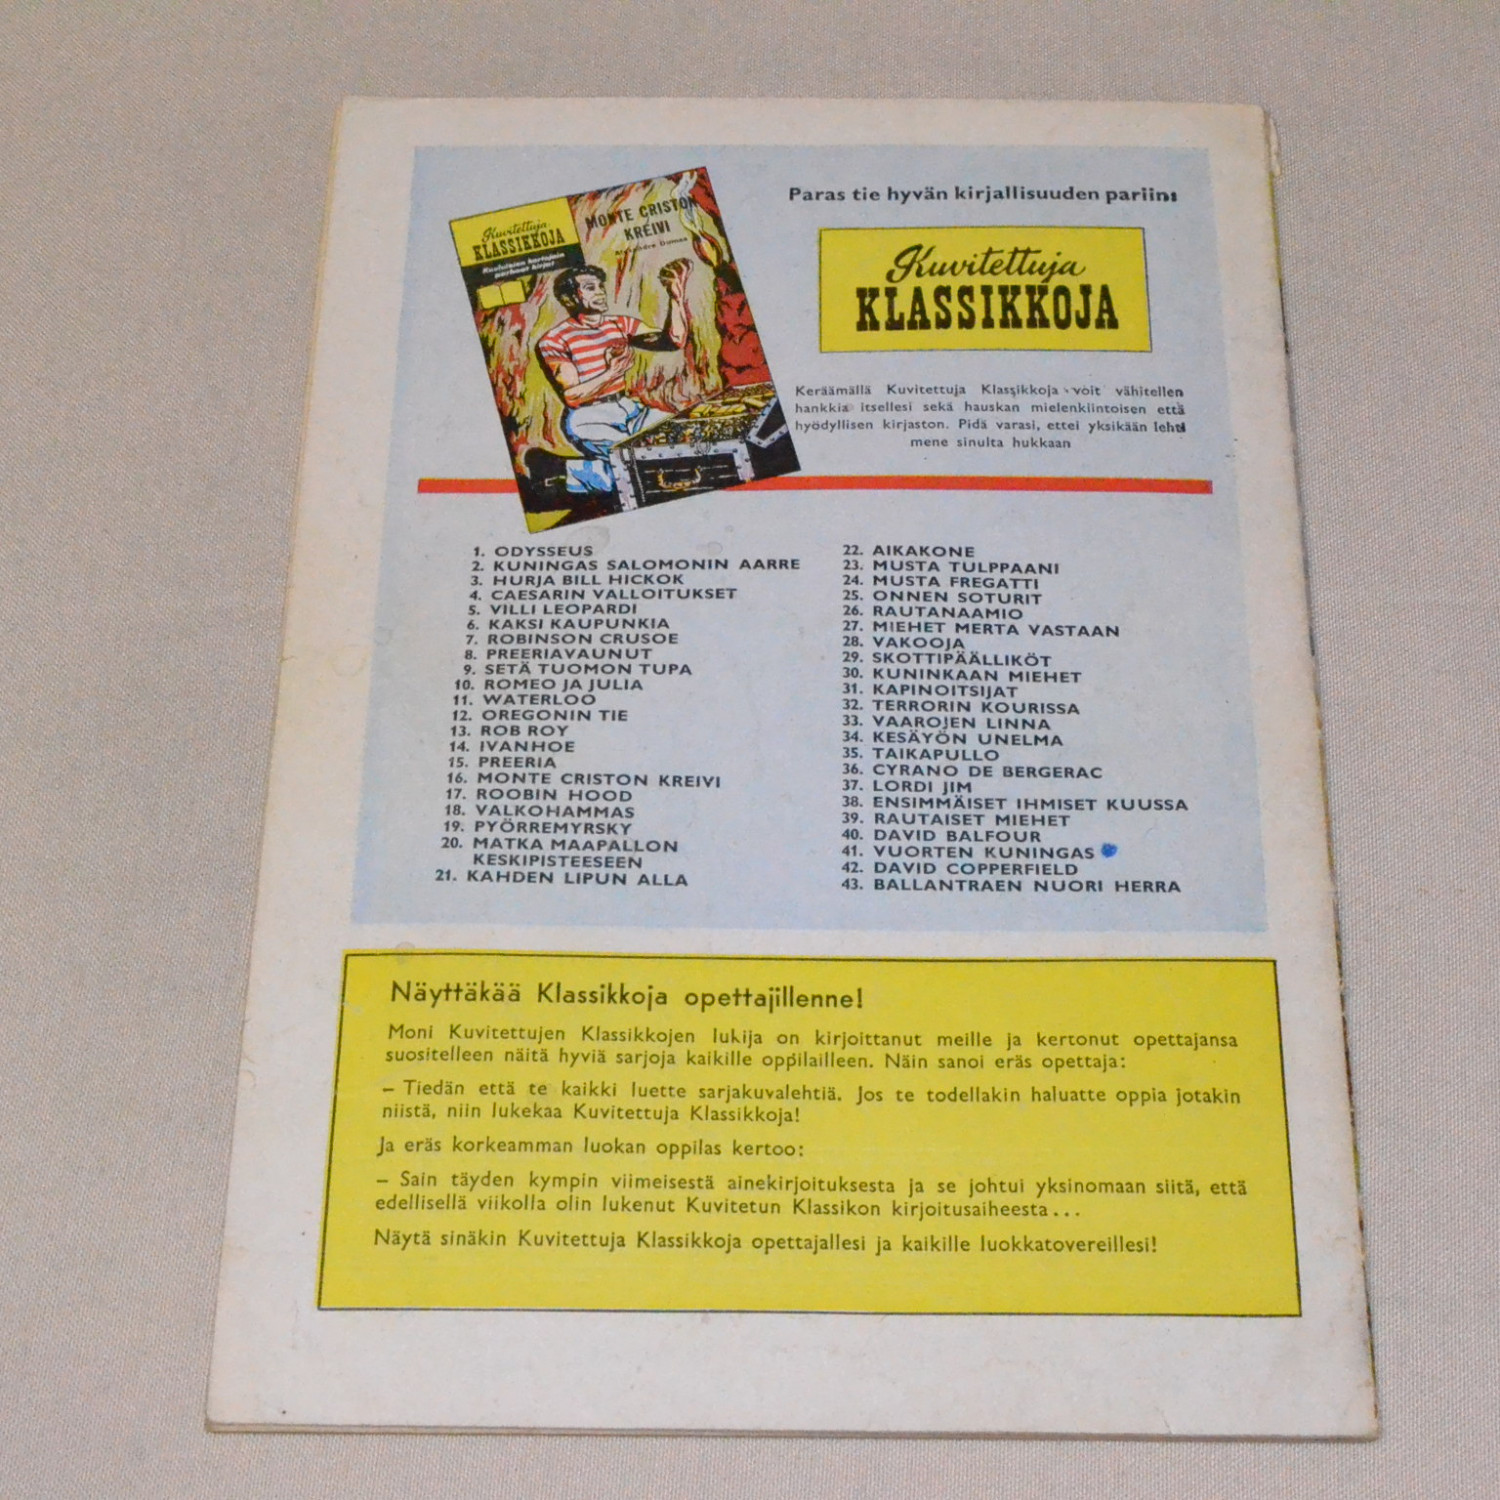 Paras tie hyvän kirjallisuuden pariin:
Kuvitettuja
KLASSIKKOJA
Keräämällä Kuvitettuja Klassikkoja voit vähitellen
hankkia itsellesi sekä hauskan mielenkiintoisen että
hyödyllisen kirjaston. Pidä varasi, ettei yksikään lehti
mene sinulta hukkaan
Kuvitettuja
KLASSIKKOJA
Kuuluisien kertojain
parhaat kirjat
MONTE CRISTON
KREIVI
Alexandre Dumas
1. ODYSSEUS
2. KUNINGAS SALOMONIN AARRE
3. HURJA BILL HICKOK
4. CAESARIN VALLOITUKSET
5. VILLI LEOPARDI
6. KAKSI KAUPUNKIA
7. ROBINSON CRUSOE
8. PREERIAVAUNUT
9. SETÄ TUOMON TUPA
10. ROMEO JA JULIA
11. WATERLOO
12. OREGONIN TIE
13. ROB ROY
14. IVANHOE
15. PREERIA
16. MONTE CRISTON KREIVI
17. ROOBIN HOOD
18. VALKOHAMMAS
19. PYÖRREMYRSKY
20. MATKA MAAPALLON
KESKIPISTEESEEN
21. KAHDEN LIPUN ALLA
22. AIKAKONE
23. MUSTA TULPPAANI
24. MUSTA FREGATTI
25. ONNEN SOTURIT
26. RAUTANAAMIO
27. MIEHET MERTA VASTAAN
28. VAKOOJA
29. SKOTTIPÄÄLLIKÖT
30. KUNINKAAN MIEHET
31. KAPINOITSIJAT
32. TERRORIN KOURISSA
33. VAAROJEN LINNA
34. KESÄYÖN UNELMA
35. TAIKAPULLO
36. CYRANO DE BERGERAC
37. LORDI JIM
38. ENSIMMÄISET IHMISET KUUSSA
39. RAUTAISET MIEHET
40. DAVID BALFOUR
41. VUORTEN KUNINGAS
42. DAVID COPPERFIELD
43. BALLANTRAEN NUORI HERRA
Näyttäkää Klassikkoja opettajillenne!
Moni Kuvitettujen Klassikkojen lukija on kirjoittanut meille ja kertonut opettajansa
suositelleen näitä hyviä sarjoja kaikille oppilailleen. Näin sanoi eräs opettaja:
– Tiedän että te kaikki luette sarjakuvalehtiä. Jos te todellakin haluatte oppia jotakin
niistä, niin lukekaa Kuvitettuja Klassikkoja!
Ja eräs korkeamman luokan oppilas kertoo:
– Sain täyden kympin viimeisestä ainekirjoituksesta ja se johtui yksinomaan siitä, että
edellisellä viikolla olin lukenut Kuvitetun Klassikon kirjoitusaiheesta...
Näytä sinäkin Kuvitettuja Klassikkoja opettajallesi ja kaikille luokkatovereillesi!